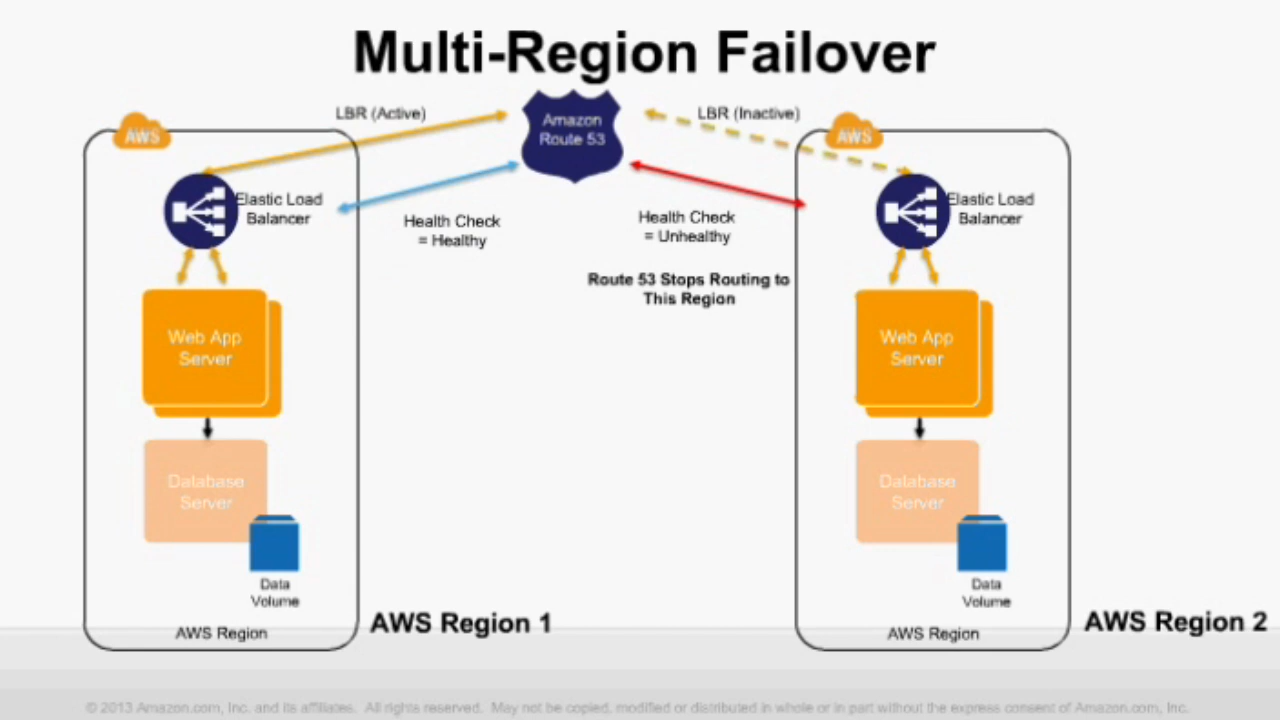 Multi-Region Failover
LBR (Active)
Amazon
Route 53
LBR (Inactive)
AWS
AWS
Elastic Load
Balancer
Health Check
= Healthy
Health Check
= Unhealthy
Elastic Load
Balancer
Route 53 Stops Routing to
This Region
Web App
Server
Web App
Server
Database
Server
Database
Server
Data
Volume
Data
Volume
AWS Region
AWS Region 1
AWS Region
AWS Region 2
© 2013 Amazon.com, Inc. and its affiliates. All rights reserved. May not be copied, modified or distributed in whole or in part without the express consent of Amazon.com, Inc.